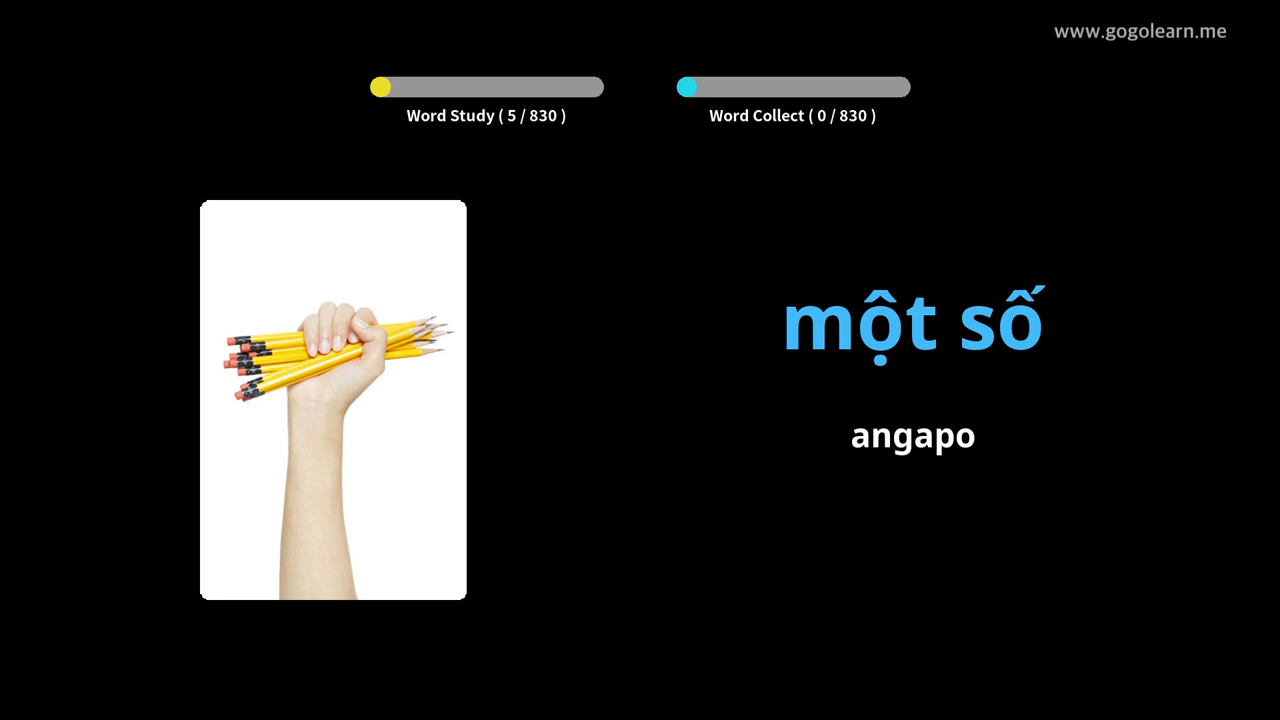 www.gogolearn.me
Word Study ( 5 / 830 )
Word Collect ( 0 / 830 )
một số
angapo